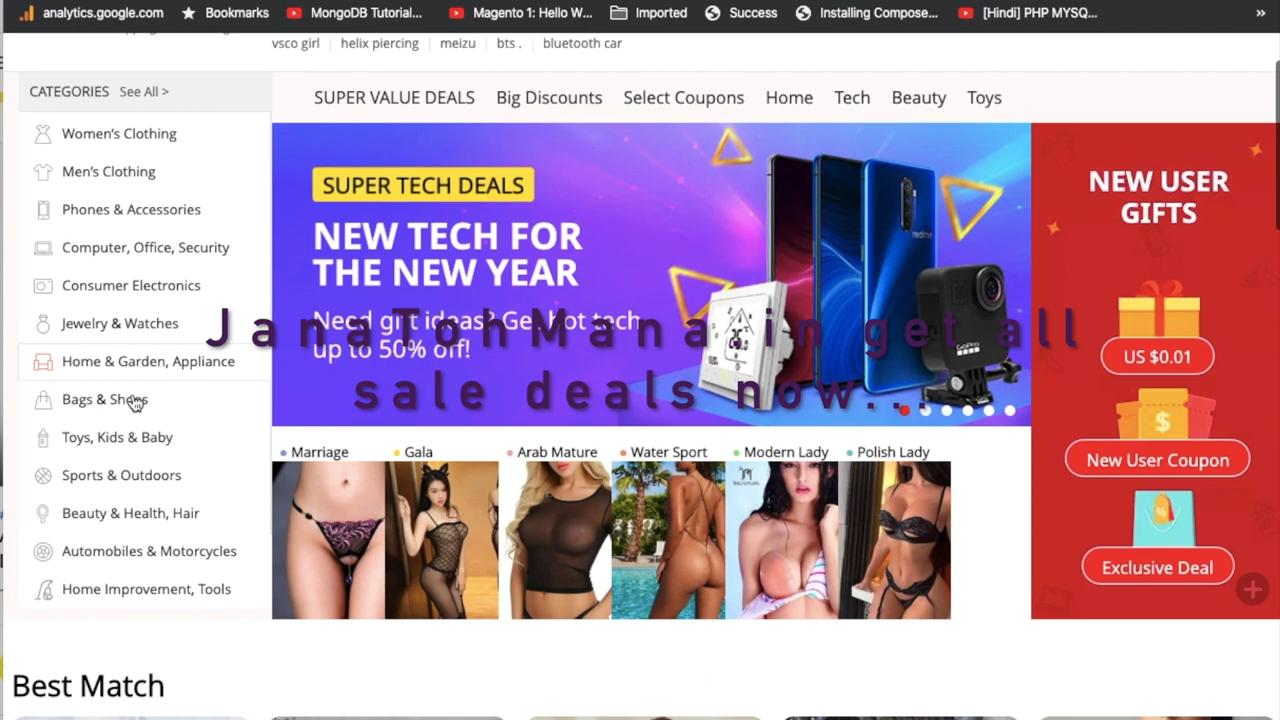 analytics.google.com Bookmarks MongoDB Tutorial... Magento 1: Hello W... Imported Success Installing Compose... [Hindi] PHP MYSQ... »
vsco girl helix piercing meizu bts . bluetooth car
CATEGORIES See All >
Women's Clothing
Men's Clothing
Phones & Accessories
Computer, Office, Security
Consumer Electronics
Jewelry & Watches
Home & Garden, Appliance
Bags & Shoes
Toys, Kids & Baby
Sports & Outdoors
Beauty & Health, Hair
Automobiles & Motorcycles
Home Improvement, Tools
SUPER VALUE DEALS Big Discounts Select Coupons Home Tech Beauty Toys
SUPER TECH DEALS
NEW TECH FOR
THE NEW YEAR
Need gift ideas? Get hot tech
up to 50% off!
realme
GoPro
JanaTohMana in get all
sale deals now...
NEW USER
GIFTS
US $0.01
$
New User Coupon
%
Exclusive Deal
Marriage Gala Arab Mature Water Sport Modern Lady Polish Lady
Best Match